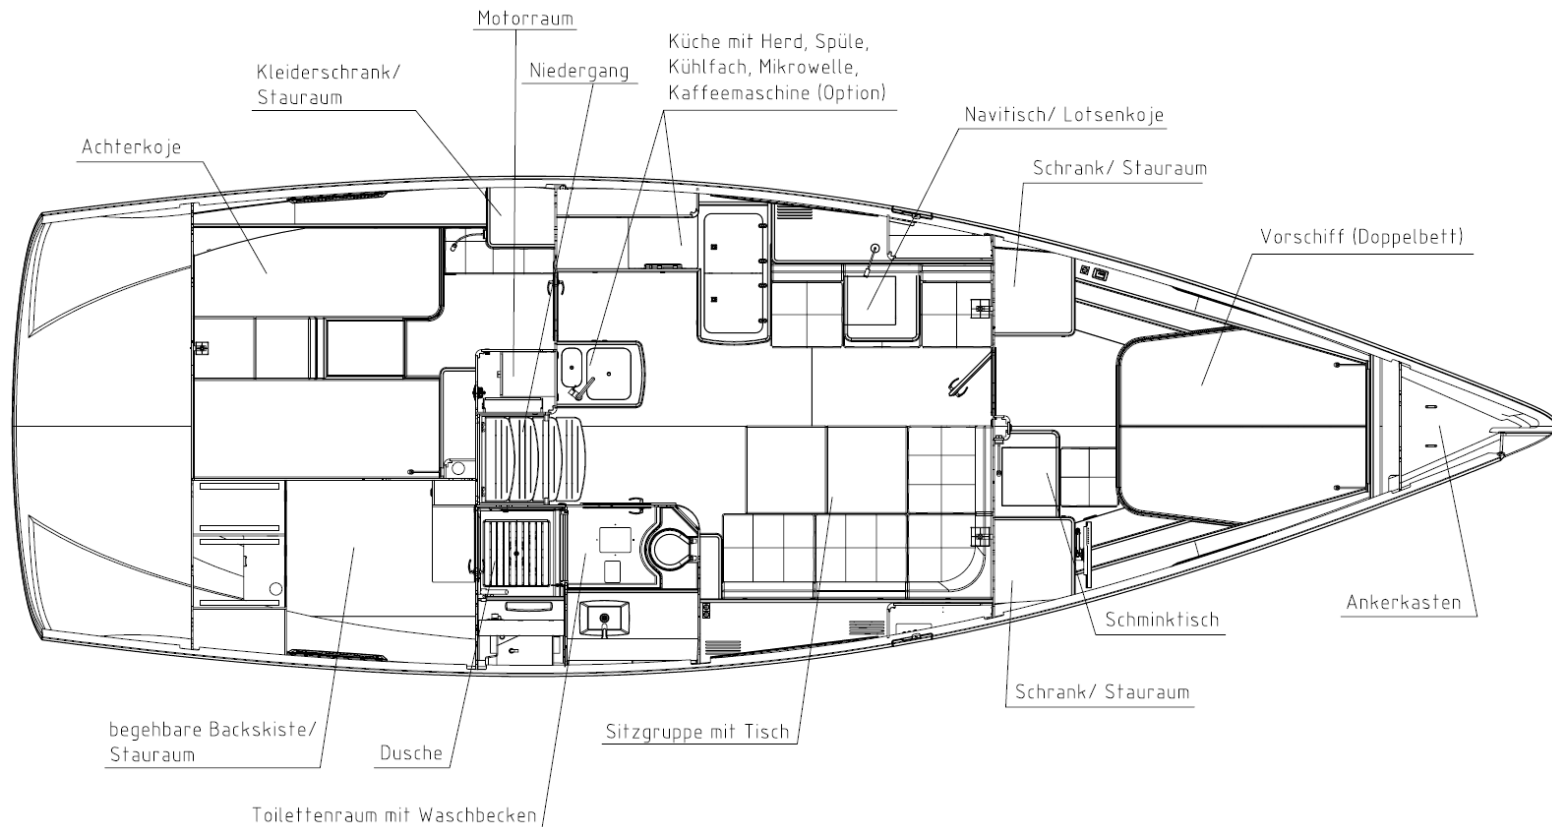 Motorraum
Küche mit Herd, Spüle,
Kühlfach, Mikrowelle,
Kaffeemaschine (Option)
Kleiderschrank/
Stauraum
Niedergang
Navitisch/ Lotsenkoje
Achterkoje
Schrank/ Stauraum
Vorschiff (Doppelbett)
Ankerkasten
Schminktisch
Schrank/ Stauraum
begehbare Backskiste/
Stauraum
Sitzgruppe mit Tisch
Dusche
Toilettenraum mit Waschbecken